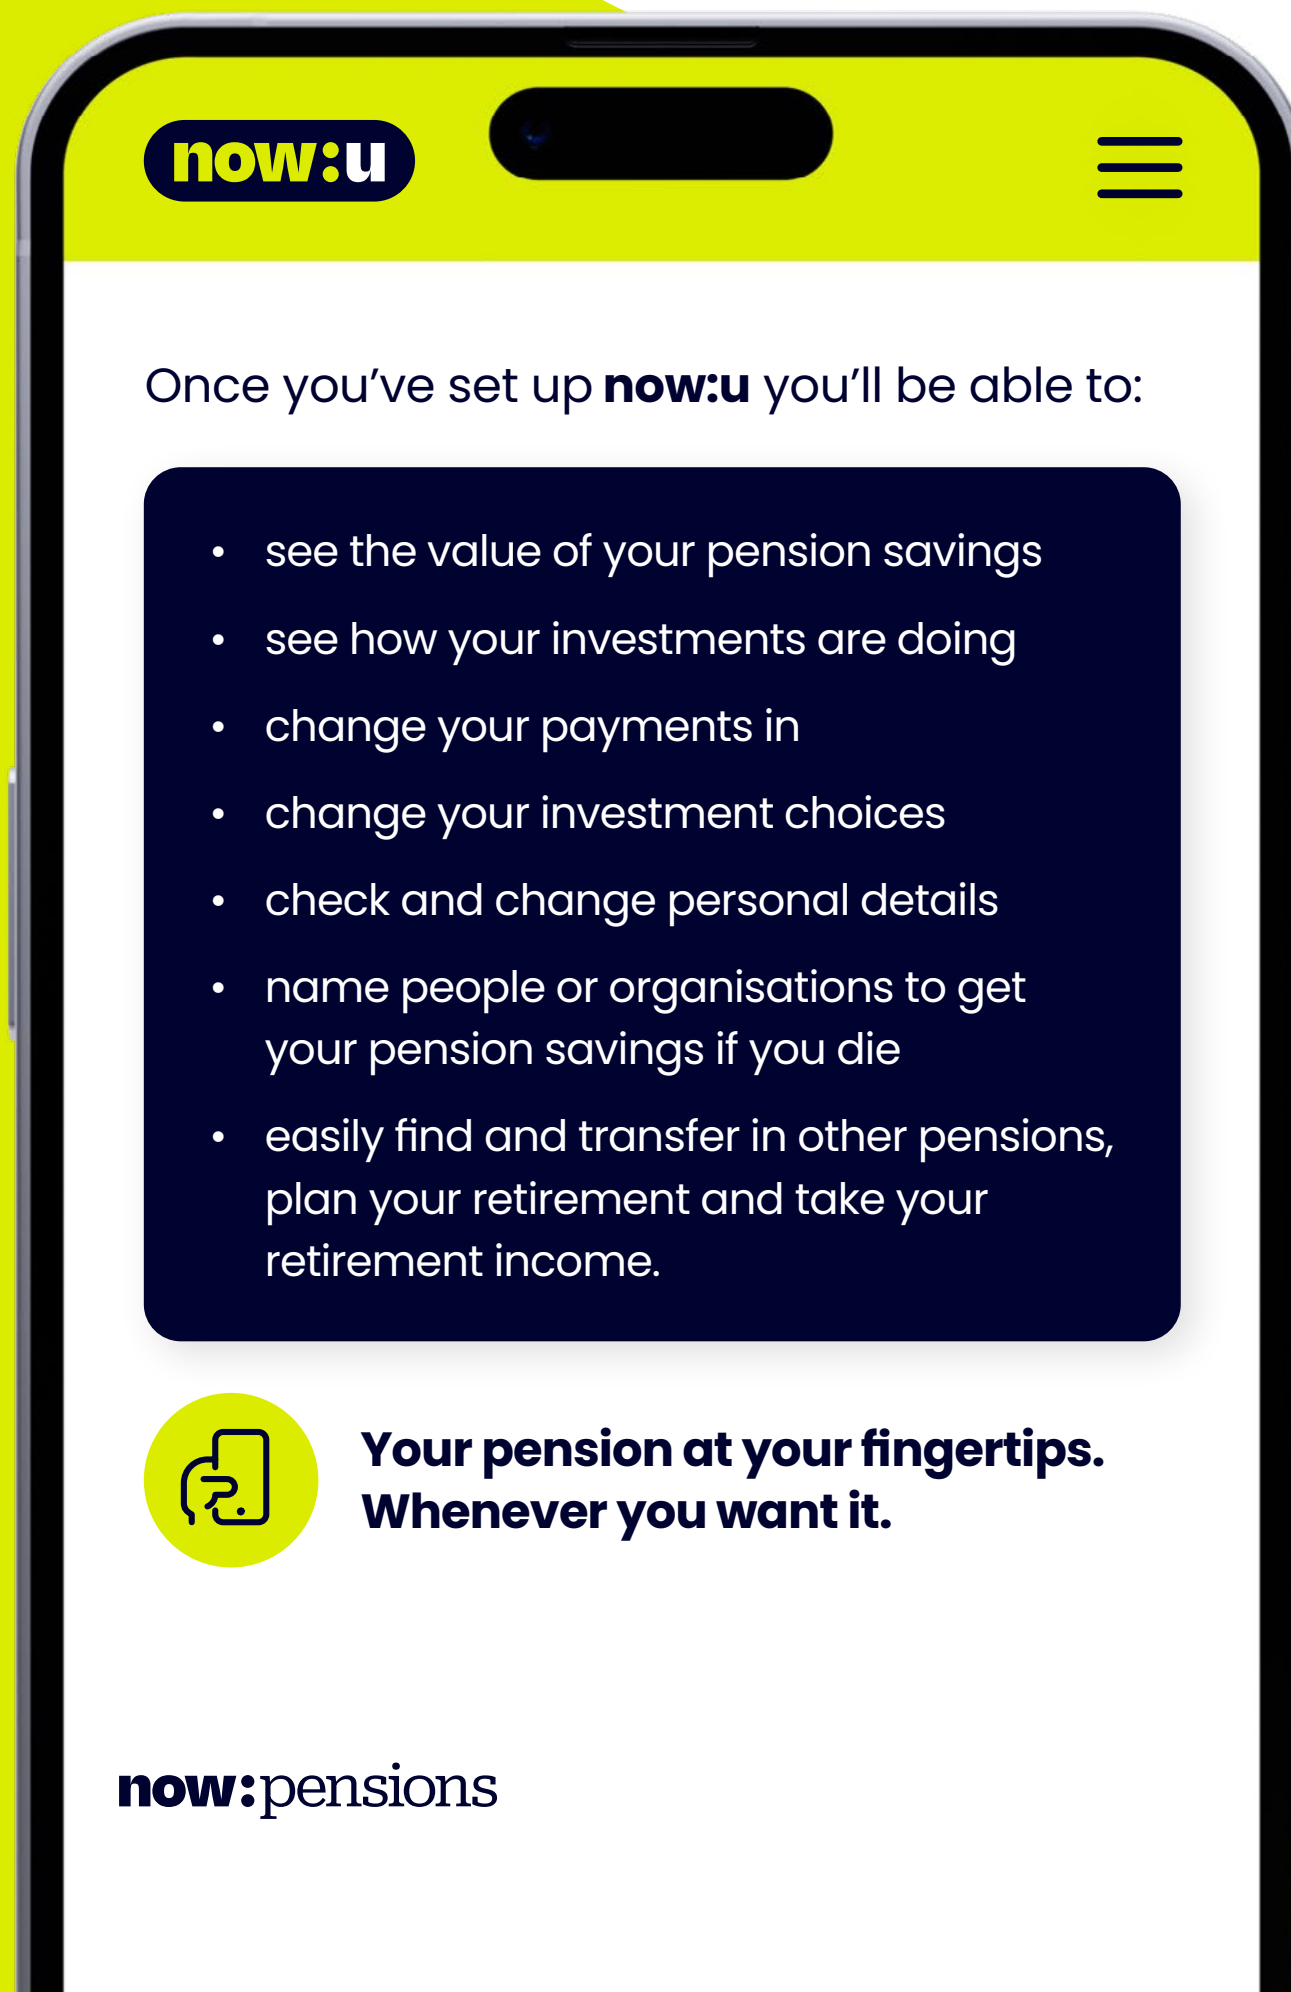 now:u
Once you’ve set up now:u you’ll be able to:
• see the value of your pension savings
• see how your investments are doing
• change your payments in
• change your investment choices
• check and change personal details
• name people or organisations to get
your pension savings if you die
• easily find and transfer in other pensions,
plan your retirement and take your
retirement income.
Your pension at your fingertips.
Whenever you want it.
now:pensions